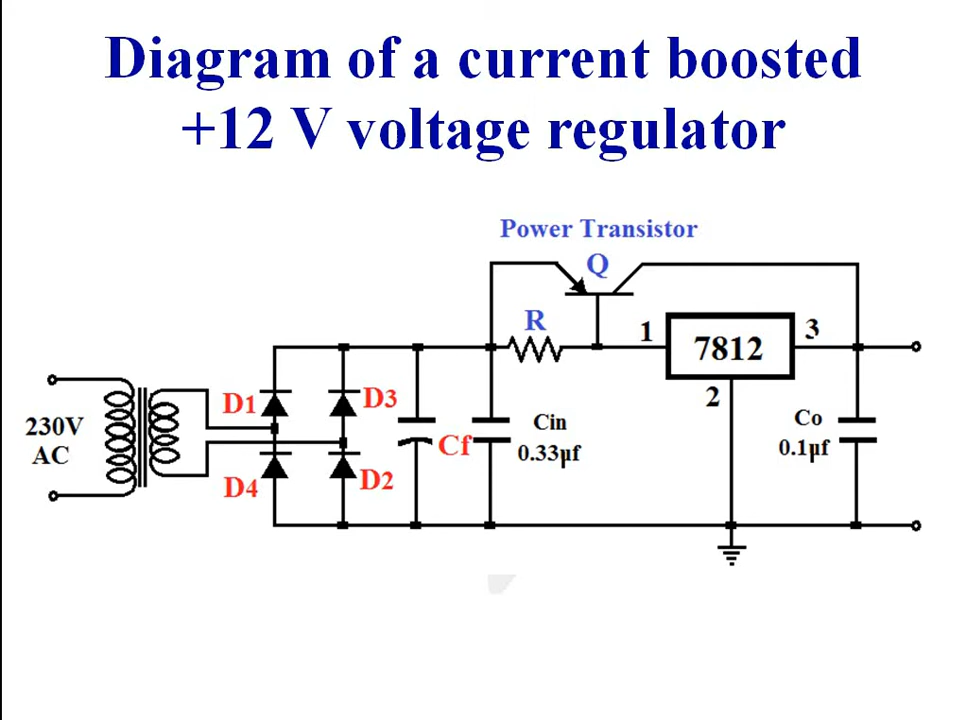 Diagram of a current boosted
+12 V voltage regulator
Power Transistor
Q
R
1
7812
3
2
D1
D3
230V
AC
Cf
Cin
0.33µf
Co
0.1µf
D4
D2